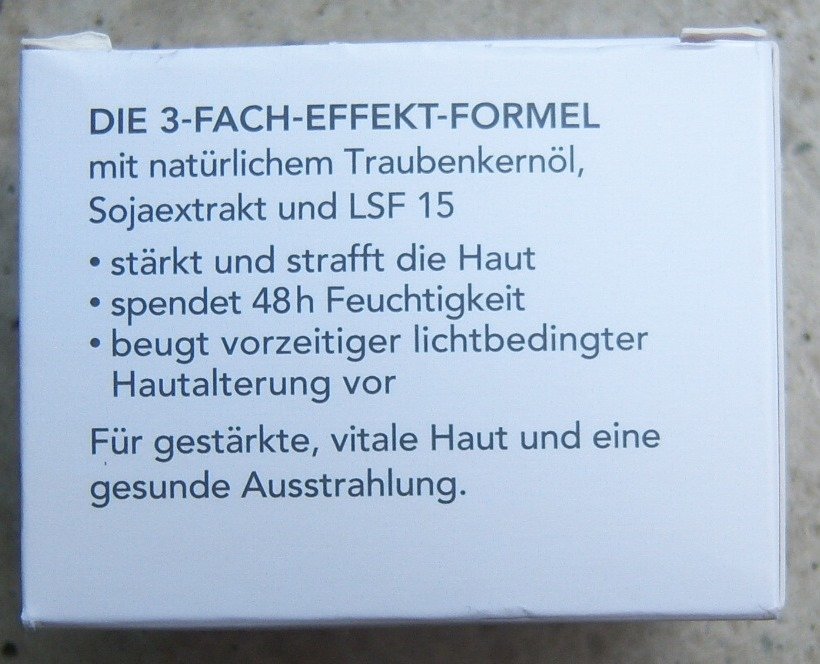 DIE 3-FACH-EFFEKT-FORMEL
mit natürlichem Traubenkernöl,
Sojaextrakt und LSF 15
• stärkt und strafft die Haut
• spendet 48h Feuchtigkeit
• beugt vorzeitiger lichtbedingter
Hautalterung vor
Für gestärkte, vitale Haut und eine
gesunde Ausstrahlung.